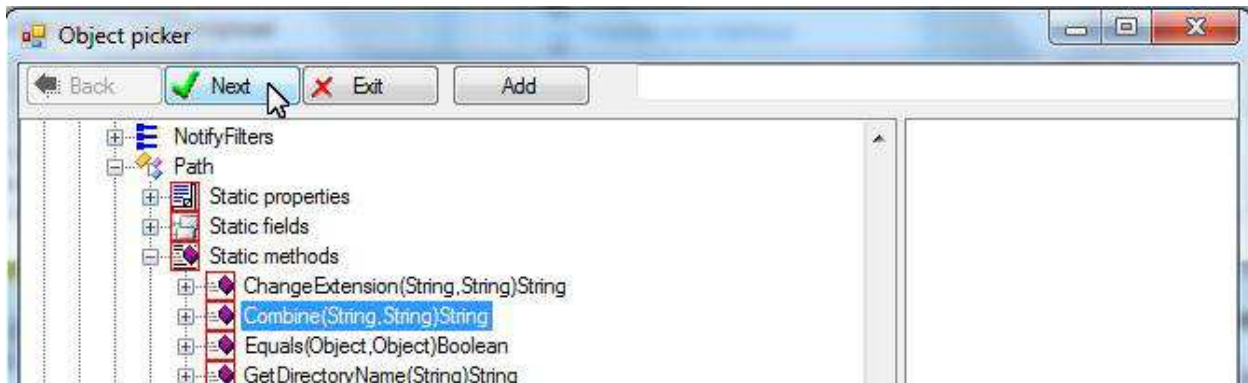 Object picker
Back Next Exit Add
NotifyFilters
Path
Static properties
Static fields
Static methods
ChangeExtension(String,String)String
Combine(String,String)String
Equals(Object,Object)Boolean
GetDirectoryName(String)String